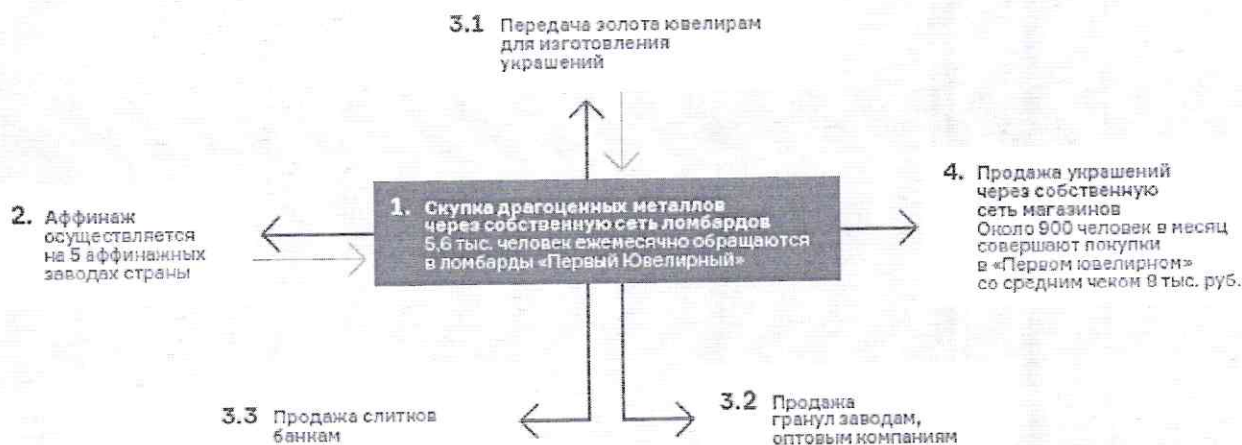 3.1 Передача золота ювелирам
для изготовления
украшений
2. Аффинаж
осуществляется
на 5 аффинажных
заводах страны
1. Скупка драгоценных металлов
через собственную сеть ломбардов
5,6 тыс. человек ежемесячно обращаются
в ломбарды «Первый Ювелирный»
4. Продажа украшений
через собственную
сеть магазинов
Около 900 человек в месяц
совершают покупки
в «Первом ювелирном»
со средним чеком 8 тыс. руб.
3.3 Продажа слитков
банкам
3.2 Продажа
гранул заводам,
оптовым компаниям